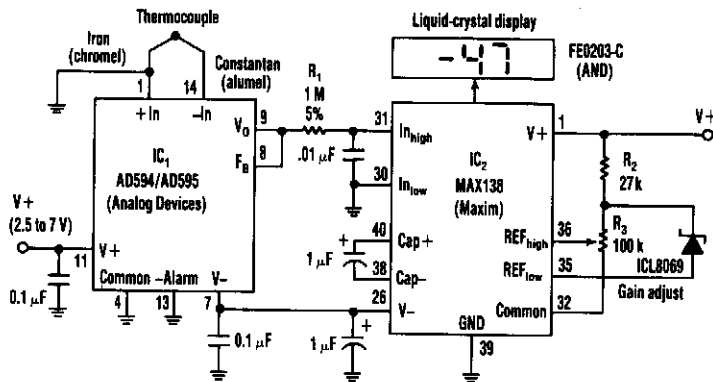 Thermocouple
Liquid-crystal display
Iron
(chromel)
Constantan
(alumel)
-47
FE0203-C
(AND)
1
14
+In
–In
R1
1 M
5%
9
VO
8
FB
IC1
AD594/AD595
(Analog Devices)
.01 µF
31
Inhigh
30
Inlow
IC2
MAX138
(Maxim)
V+
1
V+
R2
27k
V+
(2.5 to 7 V)
11
V+
0.1 µF
Common
–Alarm
V–
4
13
7
0.1 µF
1 µF
+
40
Cap+
1 µF
+
38
Cap–
26
V–
GND
39
REFhigh
36
R3
100 k
REFlow
35
ICL8069
Gain adjust
Common
32